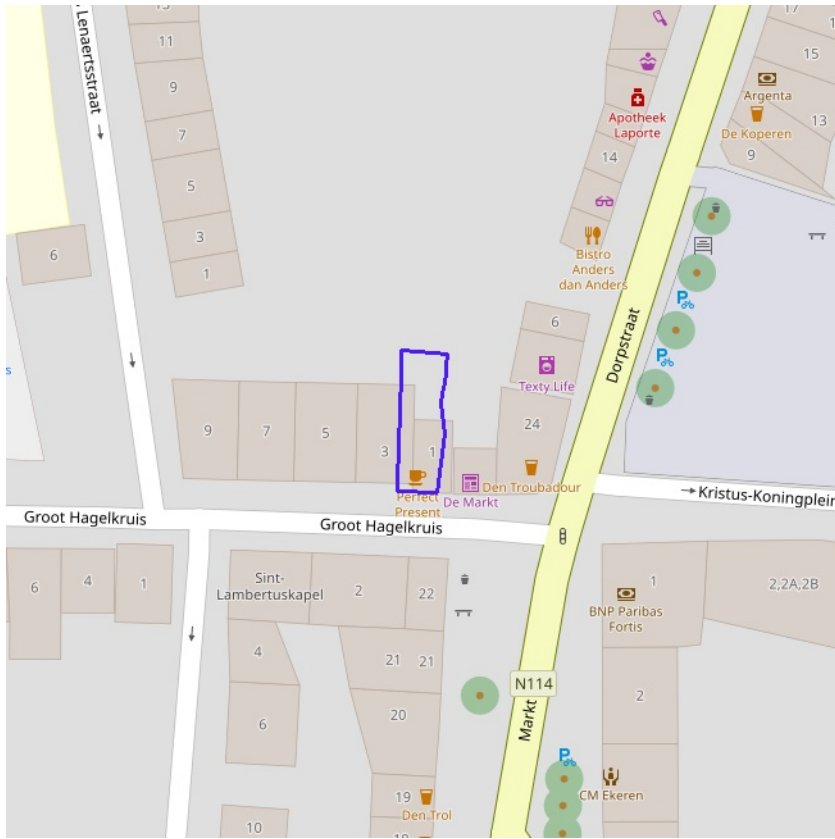 13
11
9
7
5
3
1
Lenaertsstraat
6
Apotheek
Laporte
14
Bistro
Anders
dan Anders
17
15
Argenta
De Koperen
13
9
Dorpstraat
6
Texty Life
24
Den Troubadour
9
7
5
3
1
Perfect
Present
De Markt
Kristus-Koningplein
Groot Hagelkruis
Groot Hagelkruis
6
4
1
Sint-
Lambertuskapel
2
22
4
21
21
6
20
19
Den Trol
18
10
N114
Markt
1
BNP Paribas
Fortis
2,2A,2B
2
CM Ekeren